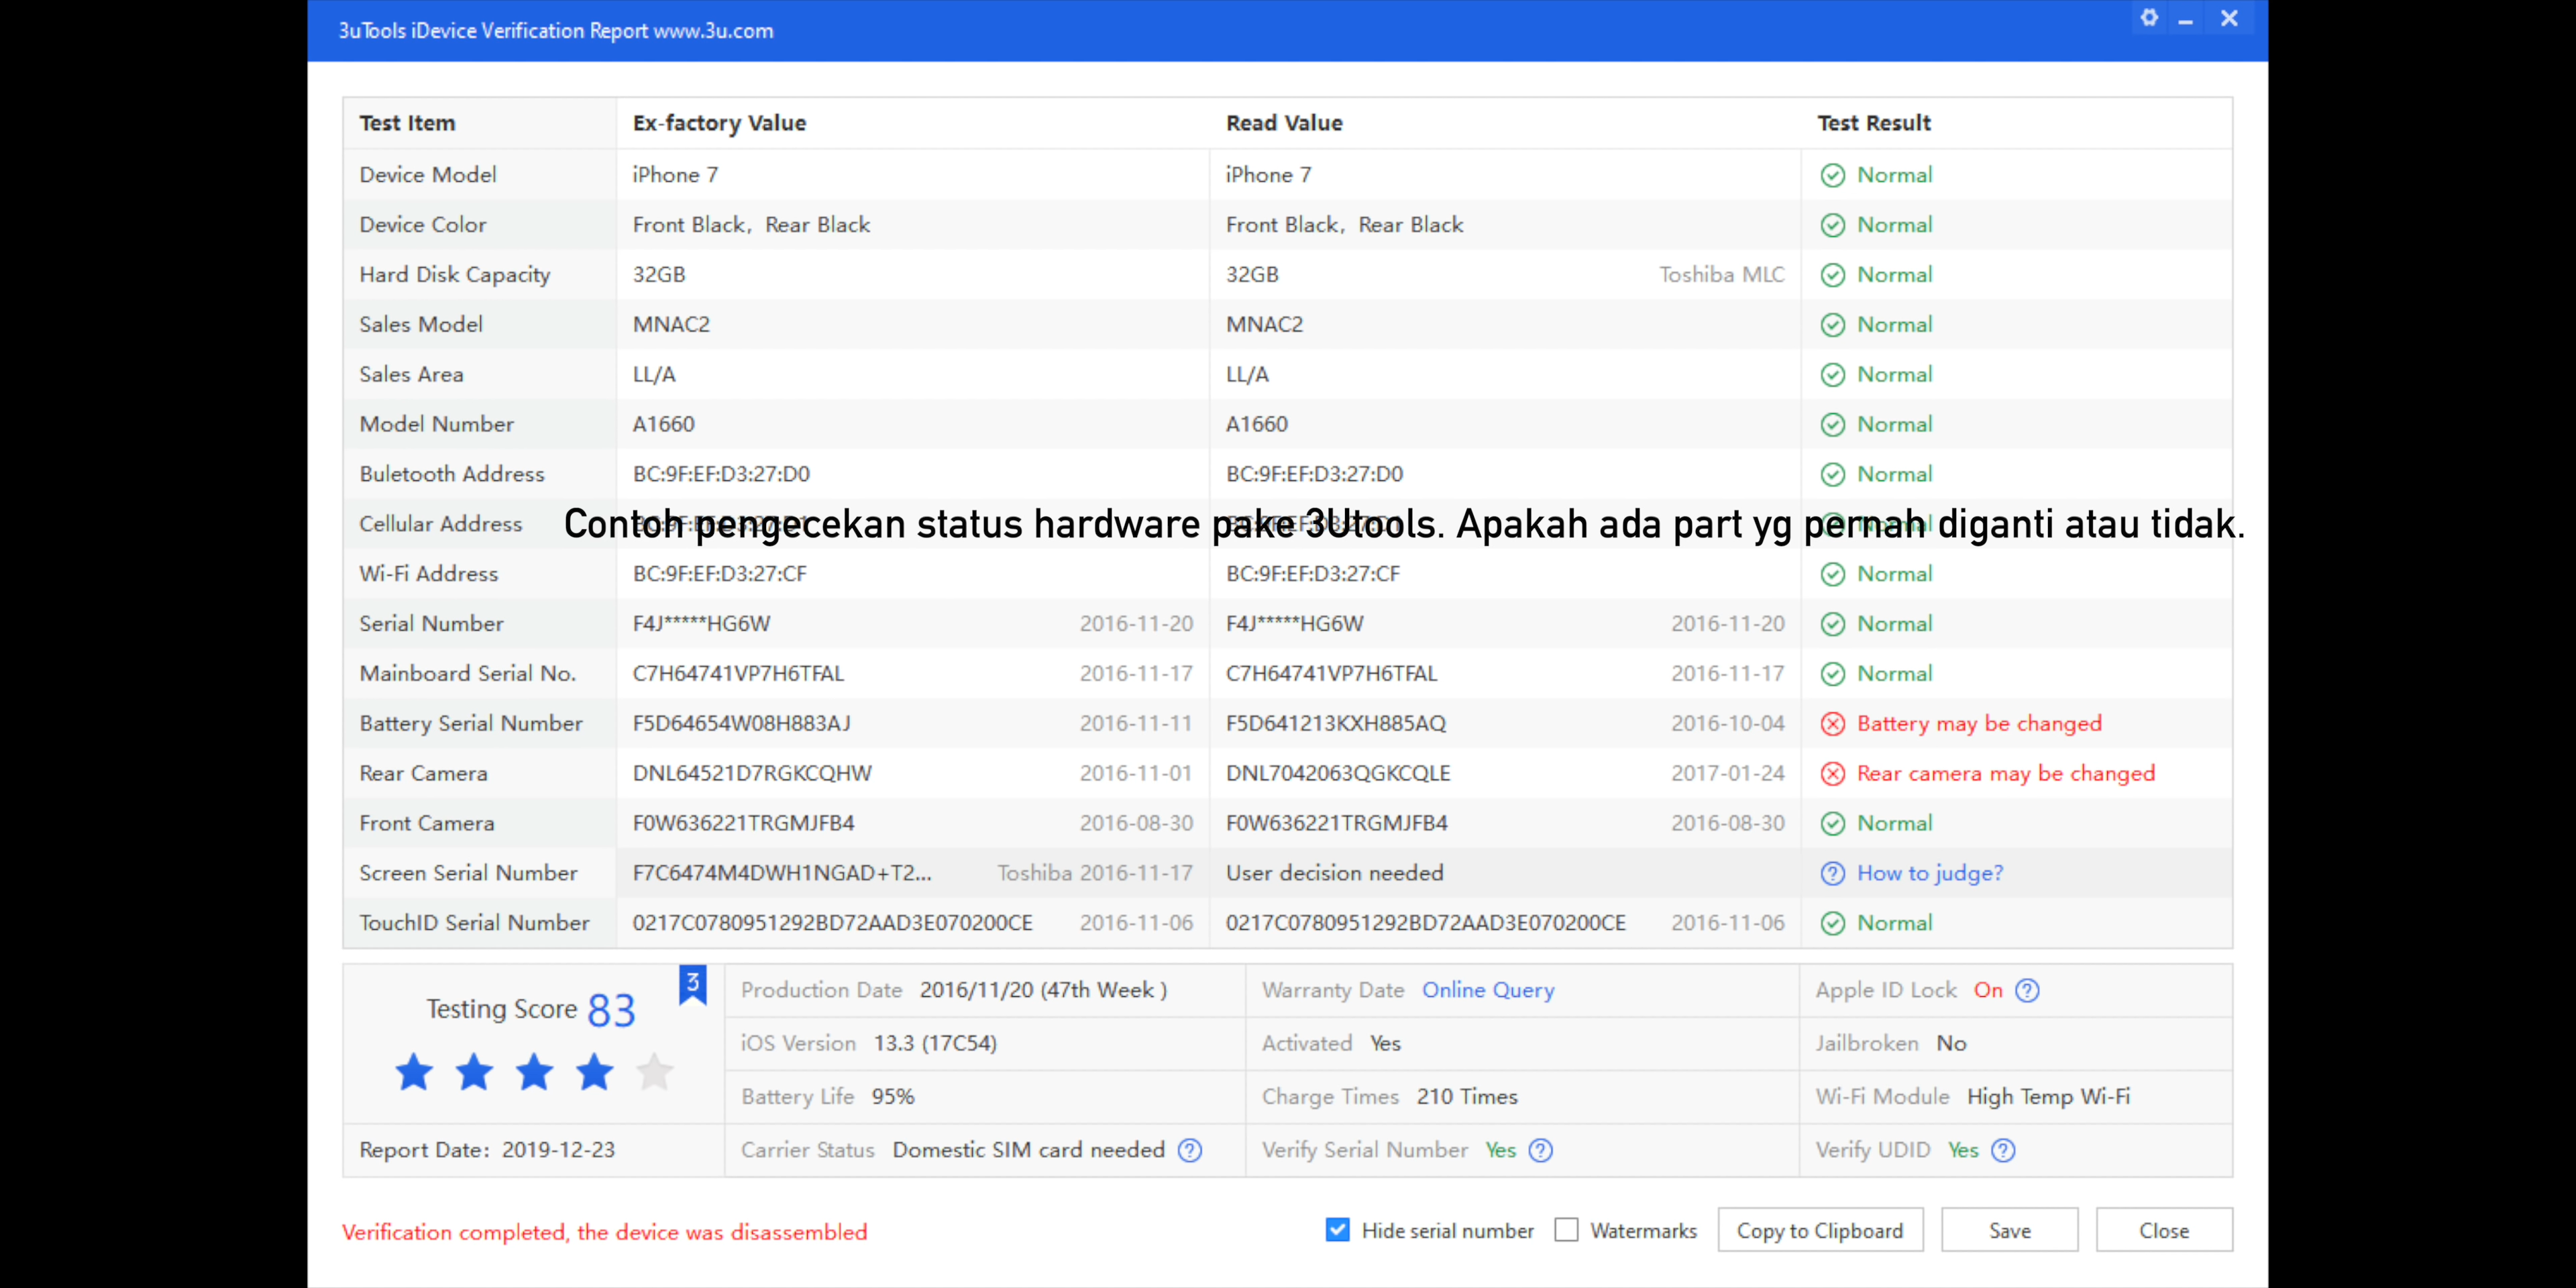 3uTools iDevice Verification Report www.3u.com
Test Item Ex-factory Value Read Value Test Result
Device Model iPhone 7 iPhone 7 Normal
Device Color Front Black, Rear Black Front Black, Rear Black Normal
Hard Disk Capacity 32GB 32GB Toshiba MLC Normal
Sales Model MNAC2 MNAC2 Normal
Sales Area LL/A LL/A Normal
Model Number A1660 A1660 Normal
Buletooth Address BC:9F:EF:D3:27:D0 BC:9F:EF:D3:27:D0 Normal
Cellular Address
Contoh pengecekan status hardware pake 3Utools. Apakah ada part yg pernah diganti atau tidak.
Wi-Fi Address BC:9F:EF:D3:27:CF BC:9F:EF:D3:27:CF Normal
Serial Number F4J*****HG6W 2016-11-20 F4J*****HG6W 2016-11-20 Normal
Mainboard Serial No. C7H64741VP7H6TFAL 2016-11-17 C7H64741VP7H6TFAL 2016-11-17 Normal
Battery Serial Number F5D64654W08H883AJ 2016-11-11 F5D641213KXH885AQ 2016-10-04 Battery may be changed
Rear Camera DNL64521D7RGKCQHW 2016-11-01 DNL7042063QGKCQLE 2017-01-24 Rear camera may be changed
Front Camera F0W636221TRGMJFB4 2016-08-30 F0W636221TRGMJFB4 2016-08-30 Normal
Screen Serial Number F7C6474M4DWH1NGAD+T2... Toshiba 2016-11-17 User decision needed How to judge?
TouchID Serial Number 0217C0780951292BD72AAD3E070200CE 2016-11-06 0217C0780951292BD72AAD3E070200CE 2016-11-06 Normal
Testing Score 83 3
Production Date 2016/11/20 (47th Week ) Warranty Date Online Query Apple ID Lock On
iOS Version 13.3 (17C54) Activated Yes Jailbroken No
Battery Life 95% Charge Times 210 Times Wi-Fi Module High Temp Wi-Fi
Report Date: 2019-12-23 Carrier Status Domestic SIM card needed Verify Serial Number Yes Verify UDID Yes
Verification completed, the device was disassembled Hide serial number Watermarks Copy to Clipboard Save Close